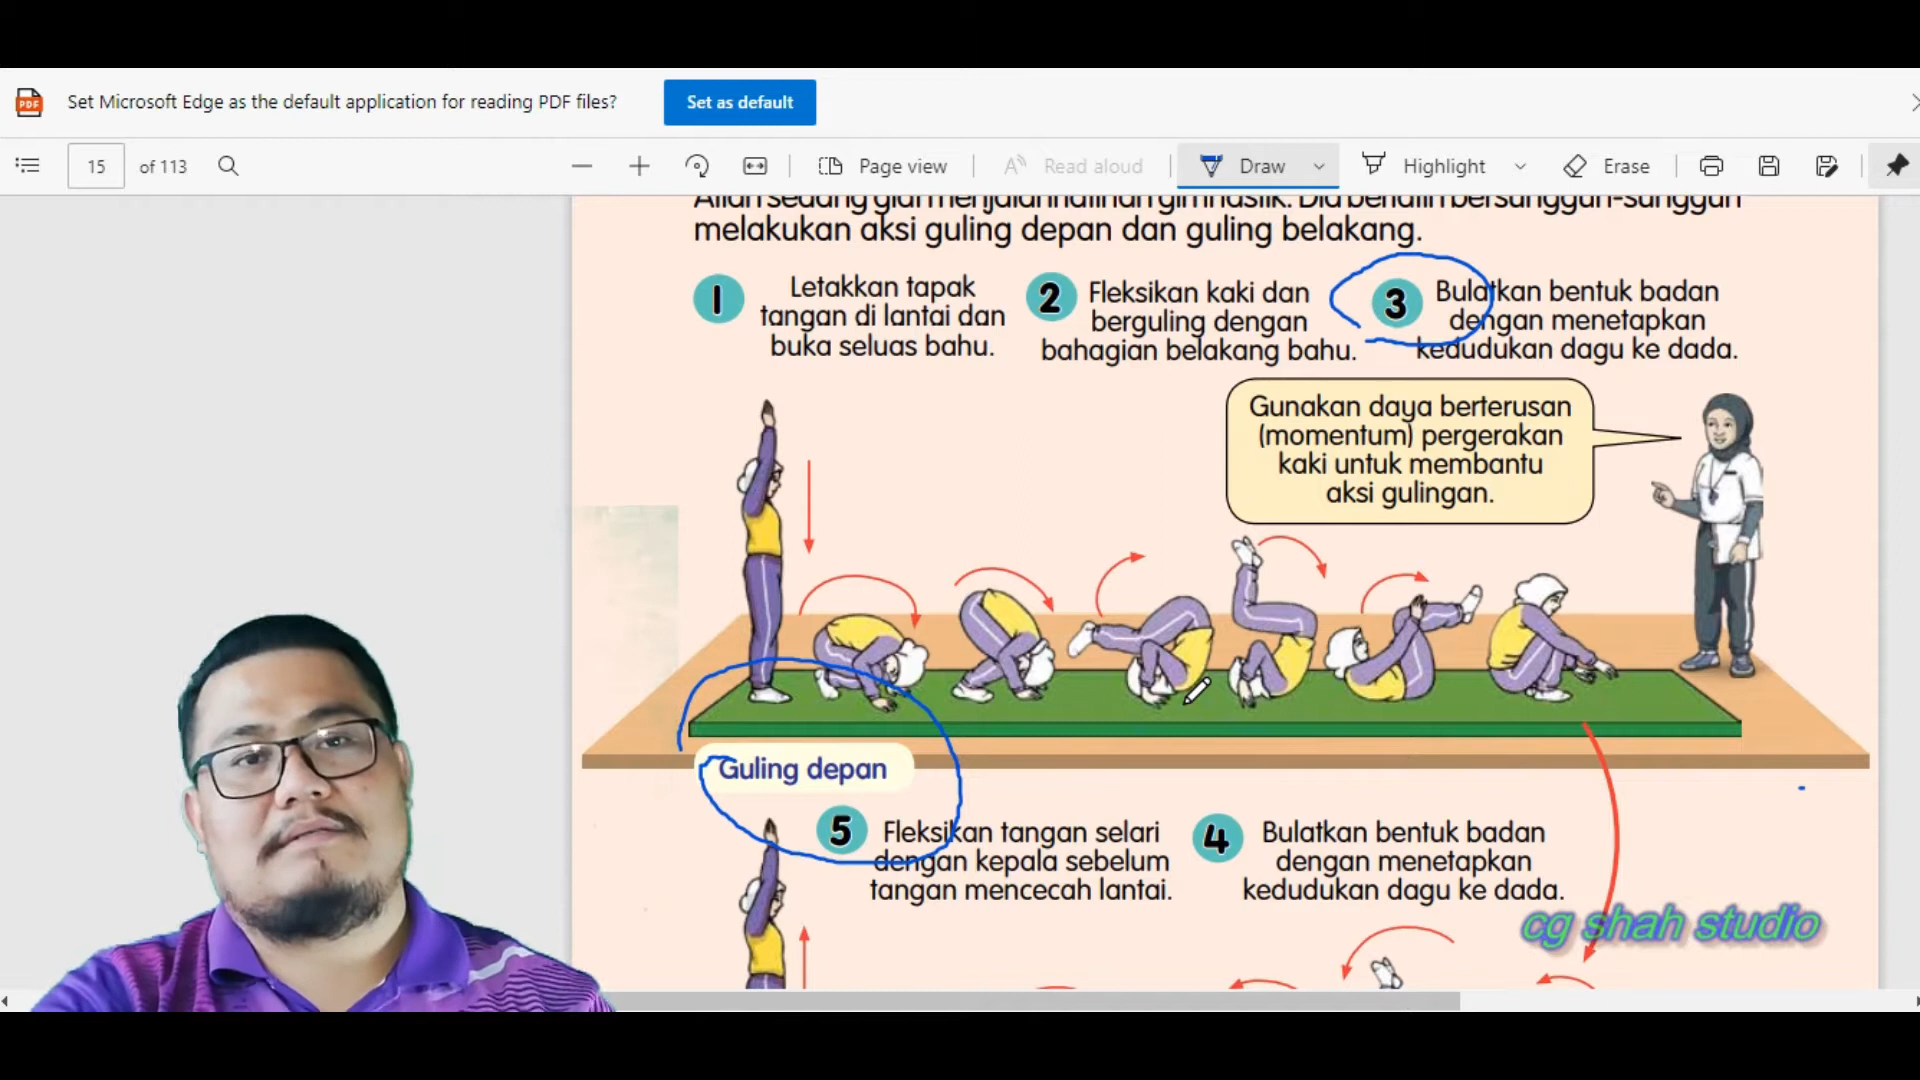 Set Microsoft Edge as the default application for reading PDF files?
Set as default
PDF
15
of 113
Page view
Read aloud
Draw
Highlight
Erase
melakukan aksi guling depan dan guling belakang.
1
Letakkan tapak
tangan di lantai dan
buka seluas bahu.
2
Fleksikan kaki dan
berguling dengan
bahagian belakang bahu.
3
Bulatkan bentuk badan
dengan menetapkan
kedudukan dagu ke dada.
Gunakan daya berterusan
(momentum) pergerakan
kaki untuk membantu
aksi gulingan.
Guling depan
5
Fleksikan tangan selari
dengan kepala sebelum
tangan mencecah lantai.
4
Bulatkan bentuk badan
dengan menetapkan
kedudukan dagu ke dada.
cg shah studio